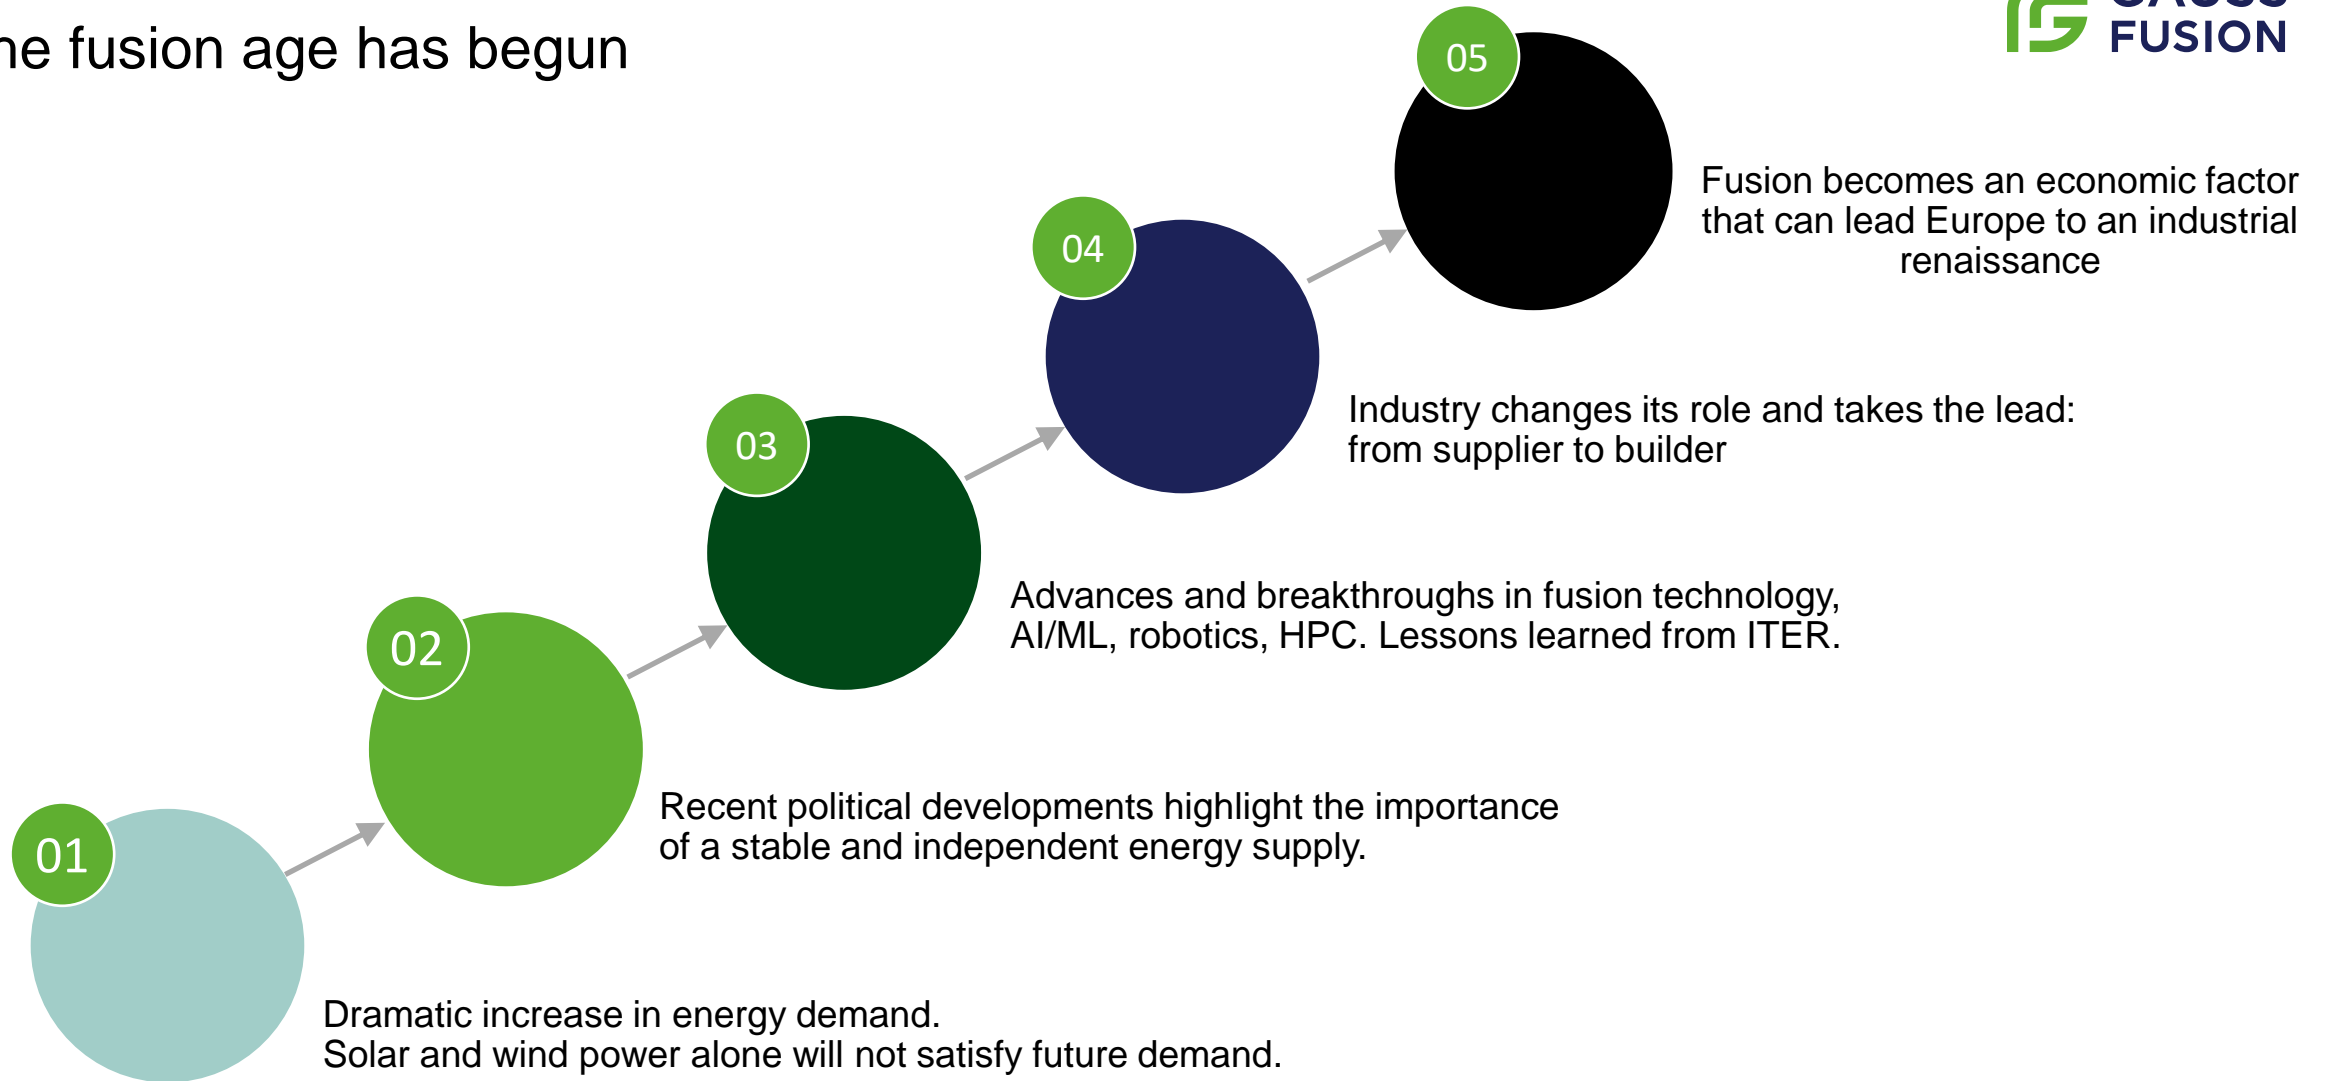 he fusion age has begun
FUSION
05
Fusion becomes an economic factor
that can lead Europe to an industrial
renaissance
04
Industry changes its role and takes the lead:
from supplier to builder
03
Advances and breakthroughs in fusion technology,
AI/ML, robotics, HPC. Lessons learned from ITER.
02
Recent political developments highlight the importance
of a stable and independent energy supply.
01
Dramatic increase in energy demand.
Solar and wind power alone will not satisfy future demand.